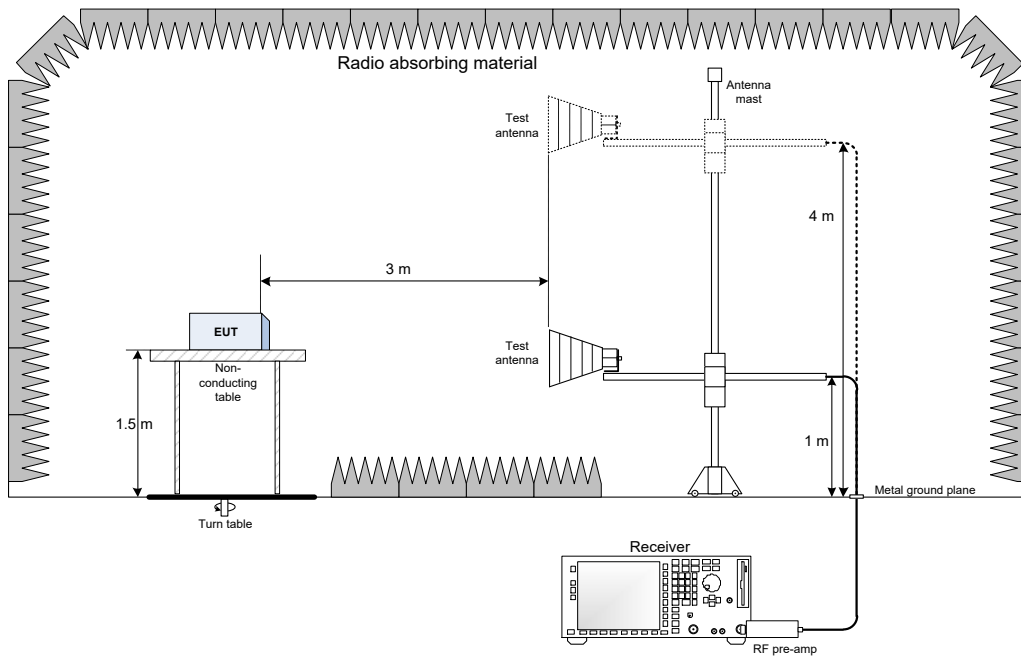 Radio absorbing material
Antenna
mast
Test
antenna
4 m
3 m
EUT
Test
antenna
Non-
conducting
table
1.5 m
1 m
Metal ground plane
Turn table
Receiver
RF pre-amp